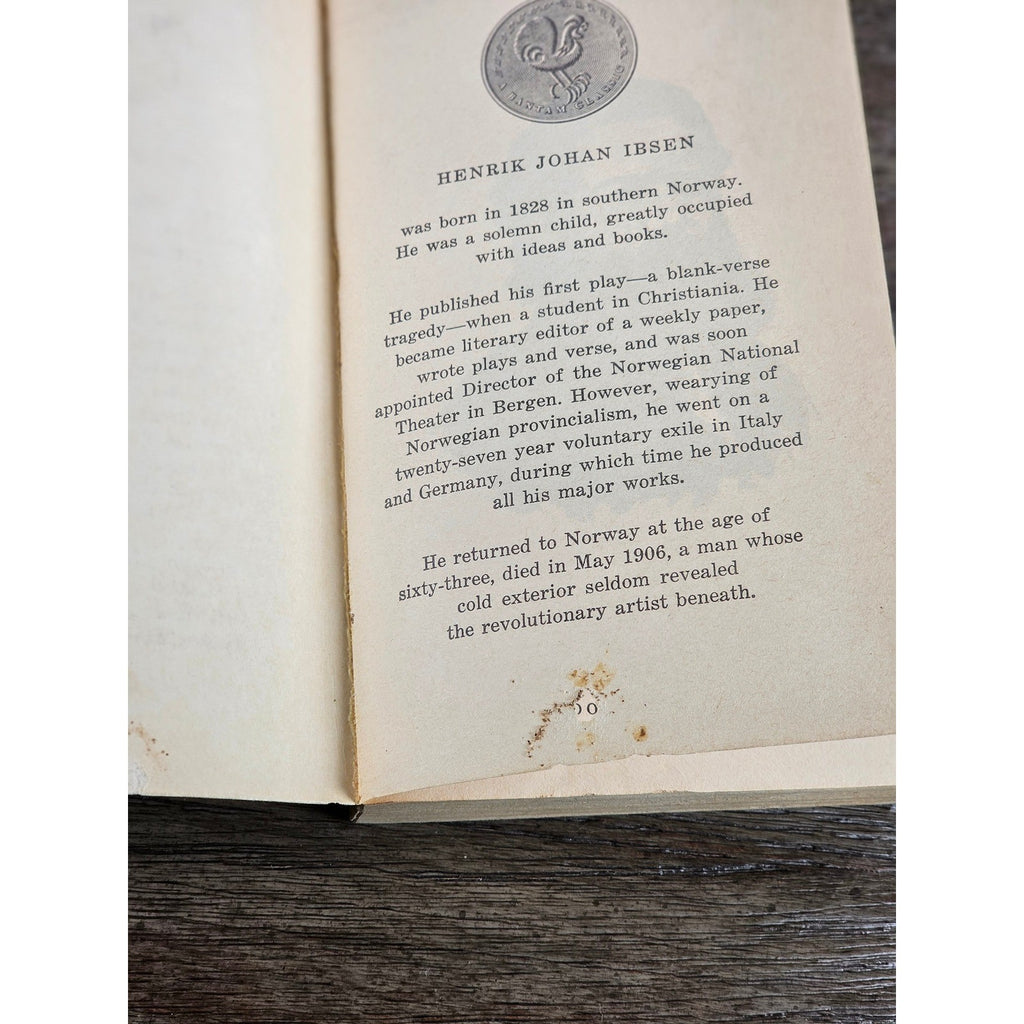 A BANTAM CLASSIC
HENRIK JOHAN IBSEN
was born in 1828 in southern Norway.
He was a solemn child, greatly occupied
with ideas and books.
He published his first play—a blank-verse
tragedy—when a student in Christiania. He
became literary editor of a weekly paper,
wrote plays and verse, and was soon
appointed Director of the Norwegian National
Theater in Bergen. However, wearying of
Norwegian provincialism, he went on a
twenty-seven year voluntary exile in Italy
and Germany, during which time he produced
all his major works.
He returned to Norway at the age of
sixty-three, died in May 1906, a man whose
cold exterior seldom revealed
the revolutionary artist beneath.